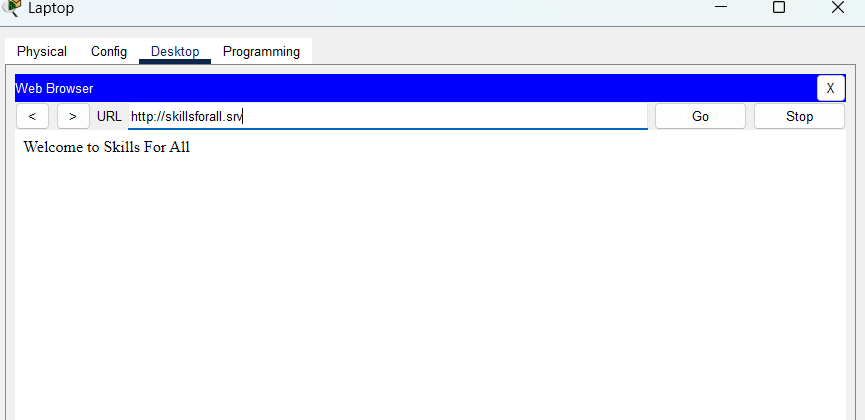 Laptop
Physical Config Desktop Programming
Web Browser X
< > URL http://skillsforall.srv Go Stop
Welcome to Skills For All